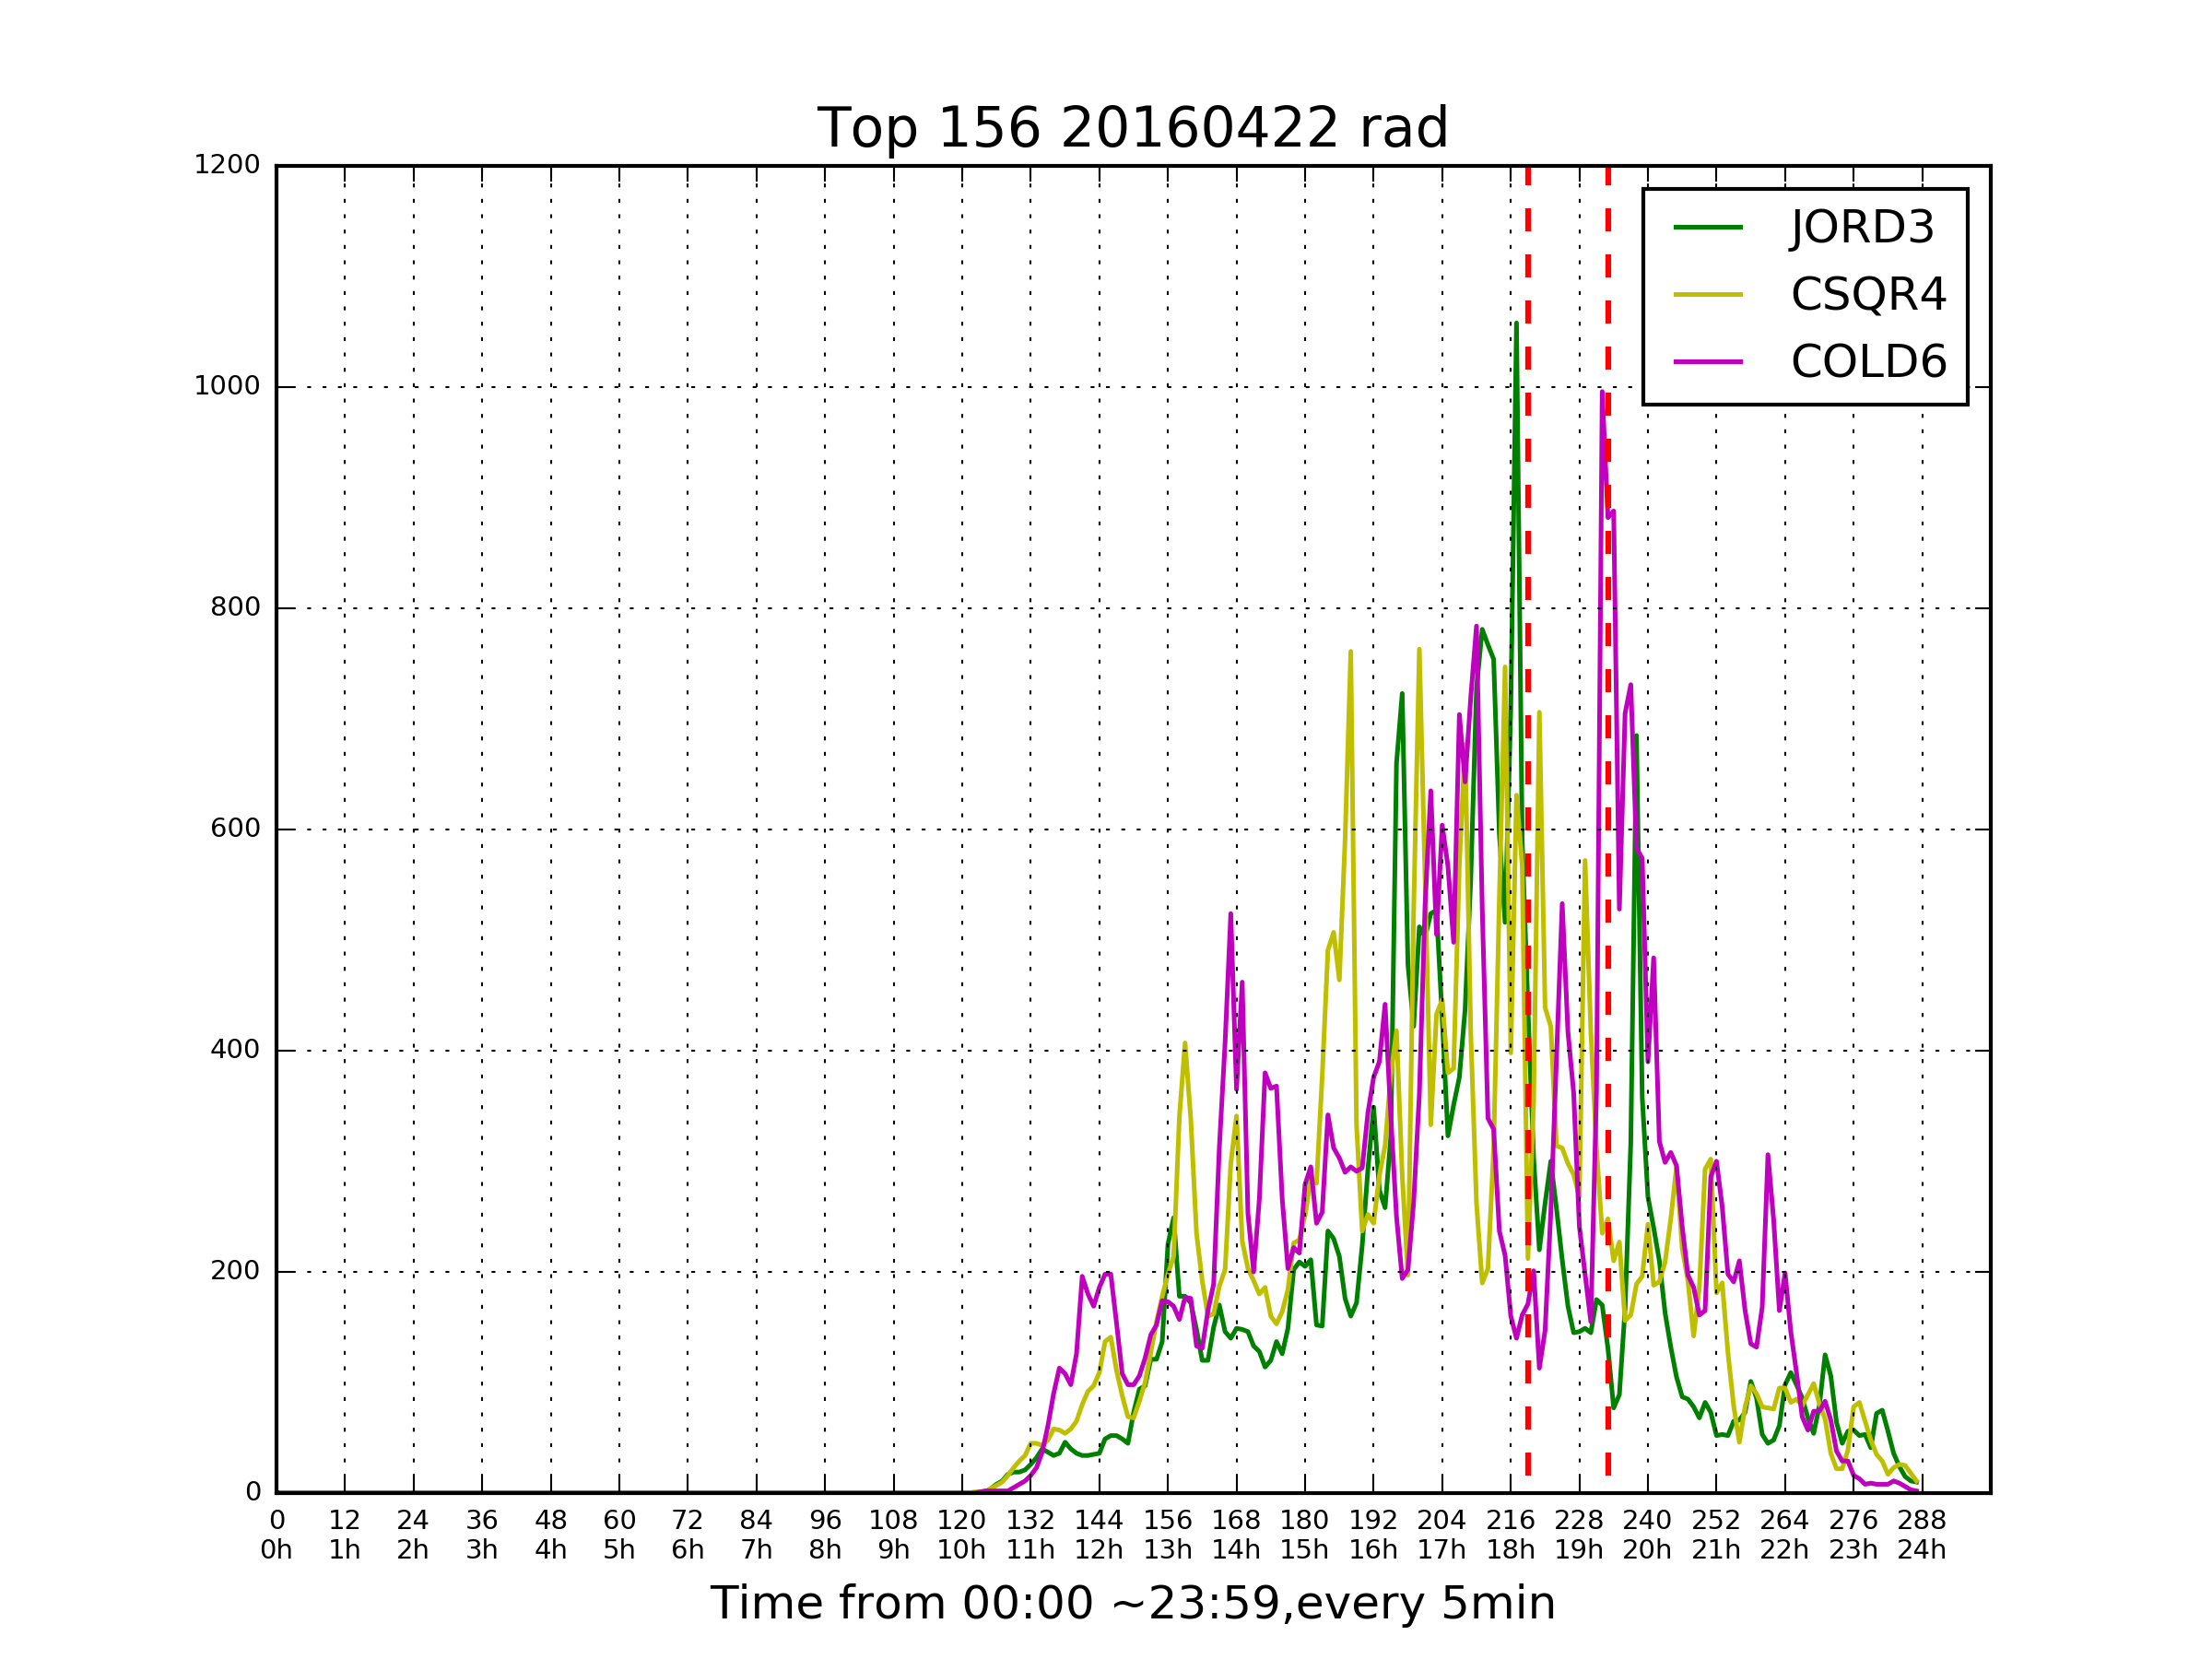 Top 156 20160422 rad
1200
1000
800
600
400
200
0
JORD3
CSQR4
COLD6
0 12 24 36 48 60 72 84 96 108 120 132 144 156 168 180 192 204 216 228 240 252 264 276 288
0h 1h 2h 3h 4h 5h 6h 7h 8h 9h 10h 11h 12h 13h 14h 15h 16h 17h 18h 19h 20h 21h 22h 23h 24h
Time from 00:00 ~23:59,every 5min